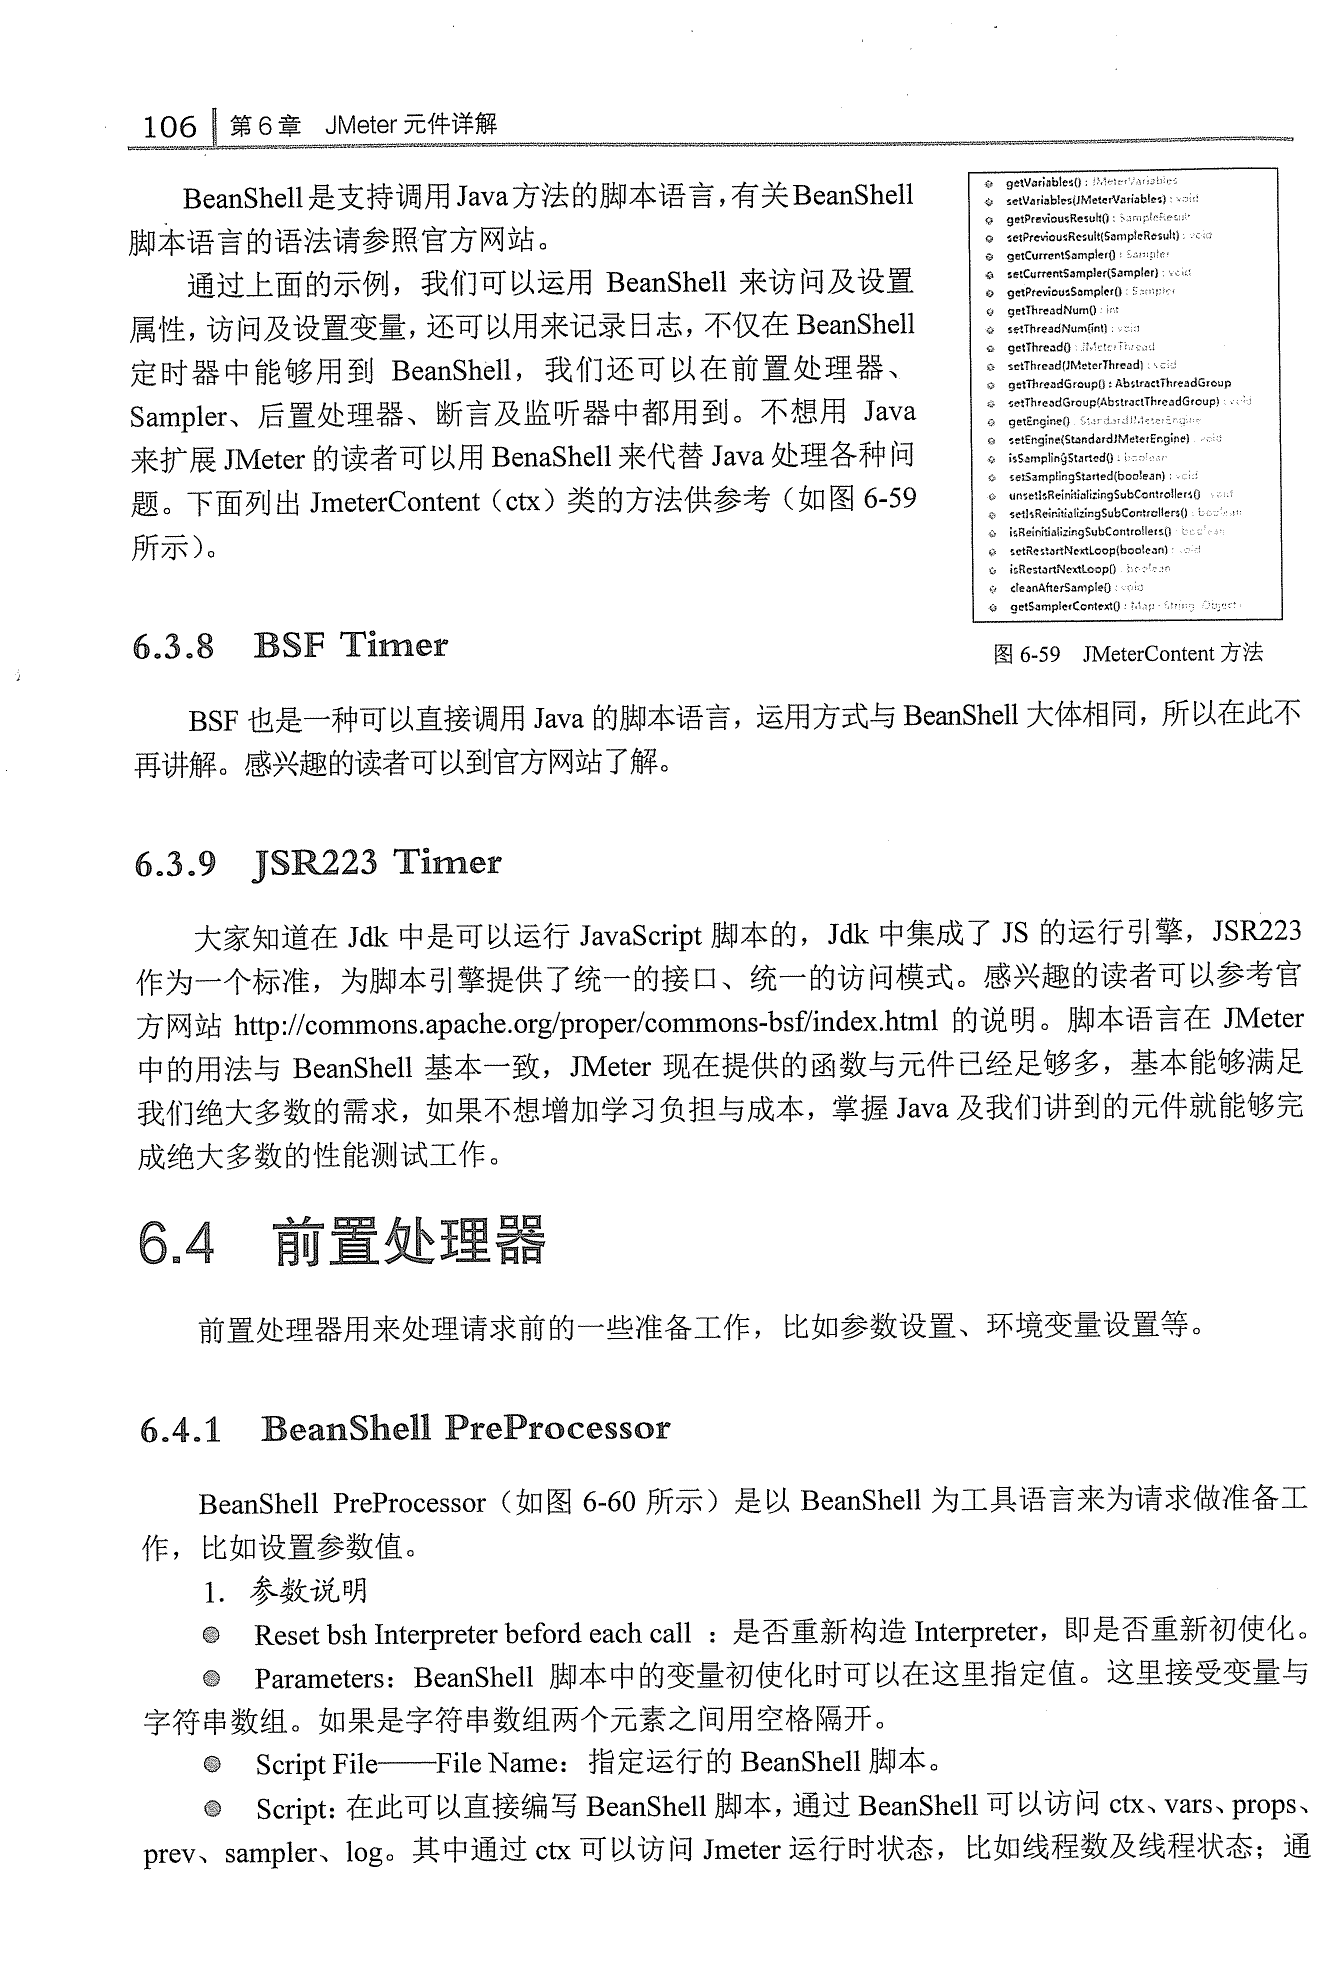 106 第6章 JMeter 元件详解
BeanShell是支持调用Java方法的脚本语言,有关BeanShell
脚本语言的语法请参照官方网站。
通过上面的示例，我们可以运用 BeanShell 来访问及设置
属性,访问及设置变量,还可以用来记录日志,不仅在 BeanShell
定时器中能够用到 BeanShell，我们还可以在前置处理器、
Sampler、后置处理器、断言及监听器中都用到。不想用 Java
来扩展 JMeter 的读者可以用 BenaShell 来代替 Java 处理各种问
题。下面列出 JmeterContent（ctx）类的方法供参考（如图 6-59
所示）。
getVariables() : JMeterVariables
setVariables(JMeterVariables) : void
getPreviousResult() : SampleResult
setPreviousResult(SampleResult) : void
getCurrentSampler() : Sampler
setCurrentSampler(Sampler) : void
getPreviousSampler() : Sampler
getThreadNum() : int
setThreadNum(int) : void
getThread() : JMeterThread
setThread(JMeterThread) : void
getThreadGroup() : AbstractThreadGroup
setThreadGroup(AbstractThreadGroup) : void
getEngine() : StandardJMeterEngine
setEngine(StandardJMeterEngine) : void
isSamplingStarted() : boolean
setSamplingStarted(boolean) : void
unsetIsReinitializingSubControllers() : void
setIsReinitializingSubControllers() : boolean
isReinitializingSubControllers() : boolean
setRestartNextLoop(boolean) : void
isRestartNextLoop() : boolean
cleanAfterSample() : void
getSamplerContext() : Map<String, Object>
图 6-59 JMeterContent 方法
6.3.8 BSF Timer
BSF 也是一种可以直接调用 Java 的脚本语言，运用方式与 BeanShell 大体相同，所以在此不
再讲解。感兴趣的读者可以到官方网站了解。
6.3.9 JSR223 Timer
大家知道在 Jdk 中是可以运行 JavaScript 脚本的，Jdk 中集成了 JS 的运行引擎，JSR223
作为一个标准，为脚本引擎提供了统一的接口、统一的访问模式。感兴趣的读者可以参考官
方网站 http://commons.apache.org/proper/commons-bsf/index.html 的说明。脚本语言在 JMeter
中的用法与 BeanShell 基本一致，JMeter 现在提供的函数与元件已经足够多，基本能够满足
我们绝大多数的需求，如果不想增加学习负担与成本，掌握 Java 及我们讲到的元件就能够完
成绝大多数的性能测试工作。
6.4 前置处理器
前置处理器用来处理请求前的一些准备工作，比如参数设置、环境变量设置等。
6.4.1 BeanShell PreProcessor
BeanShell PreProcessor（如图 6-60 所示）是以 BeanShell 为工具语言来为请求做准备工
作，比如设置参数值。
1. 参数说明
● Reset bsh Interpreter beford each call ：是否重新构造 Interpreter，即是否重新初使化。
● Parameters：BeanShell 脚本中的变量初使化时可以在这里指定值。这里接受变量与
字符串数组。如果是字符串数组两个元素之间用空格隔开。
● Script File——File Name：指定运行的 BeanShell 脚本。
● Script:在此可以直接编写 BeanShell 脚本,通过 BeanShell 可以访问 ctx、vars、props、
prev、sampler、log。其中通过 ctx 可以访问 Jmeter 运行时状态，比如线程数及线程状态；通